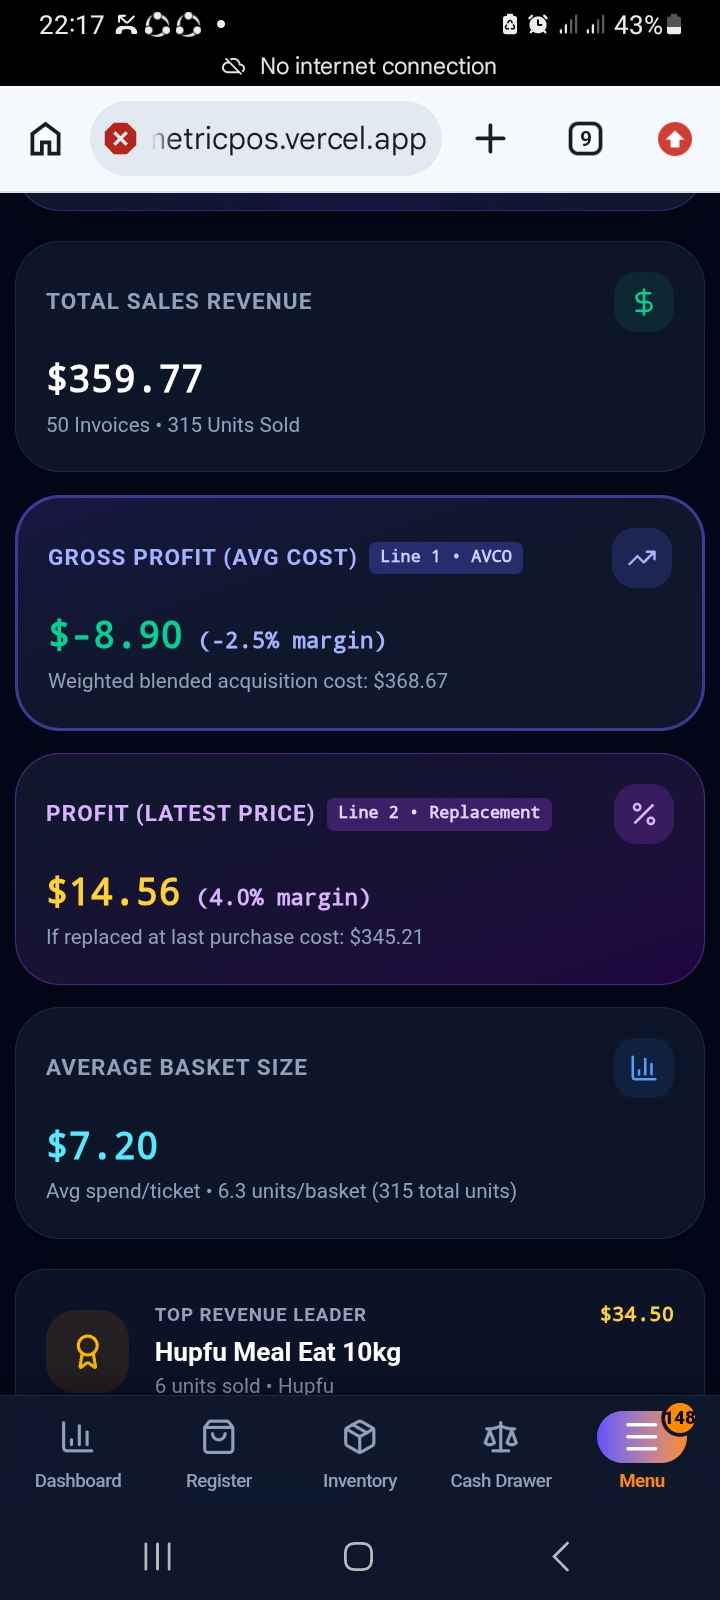 22:17
43%
No internet connection
netricpos.vercel.app
9
TOTAL SALES REVENUE
$359.77
50 Invoices • 315 Units Sold
GROSS PROFIT (AVG COST) Line 1 • AVCO
$-8.90 (-2.5% margin)
Weighted blended acquisition cost: $368.67
PROFIT (LATEST PRICE) Line 2 • Replacement
$14.56 (4.0% margin)
If replaced at last purchase cost: $345.21
AVERAGE BASKET SIZE
$7.20
Avg spend/ticket • 6.3 units/basket (315 total units)
TOP REVENUE LEADER $34.50
Hupfu Meal Eat 10kg
6 units sold • Hupfu
148
Dashboard Register Inventory Cash Drawer Menu